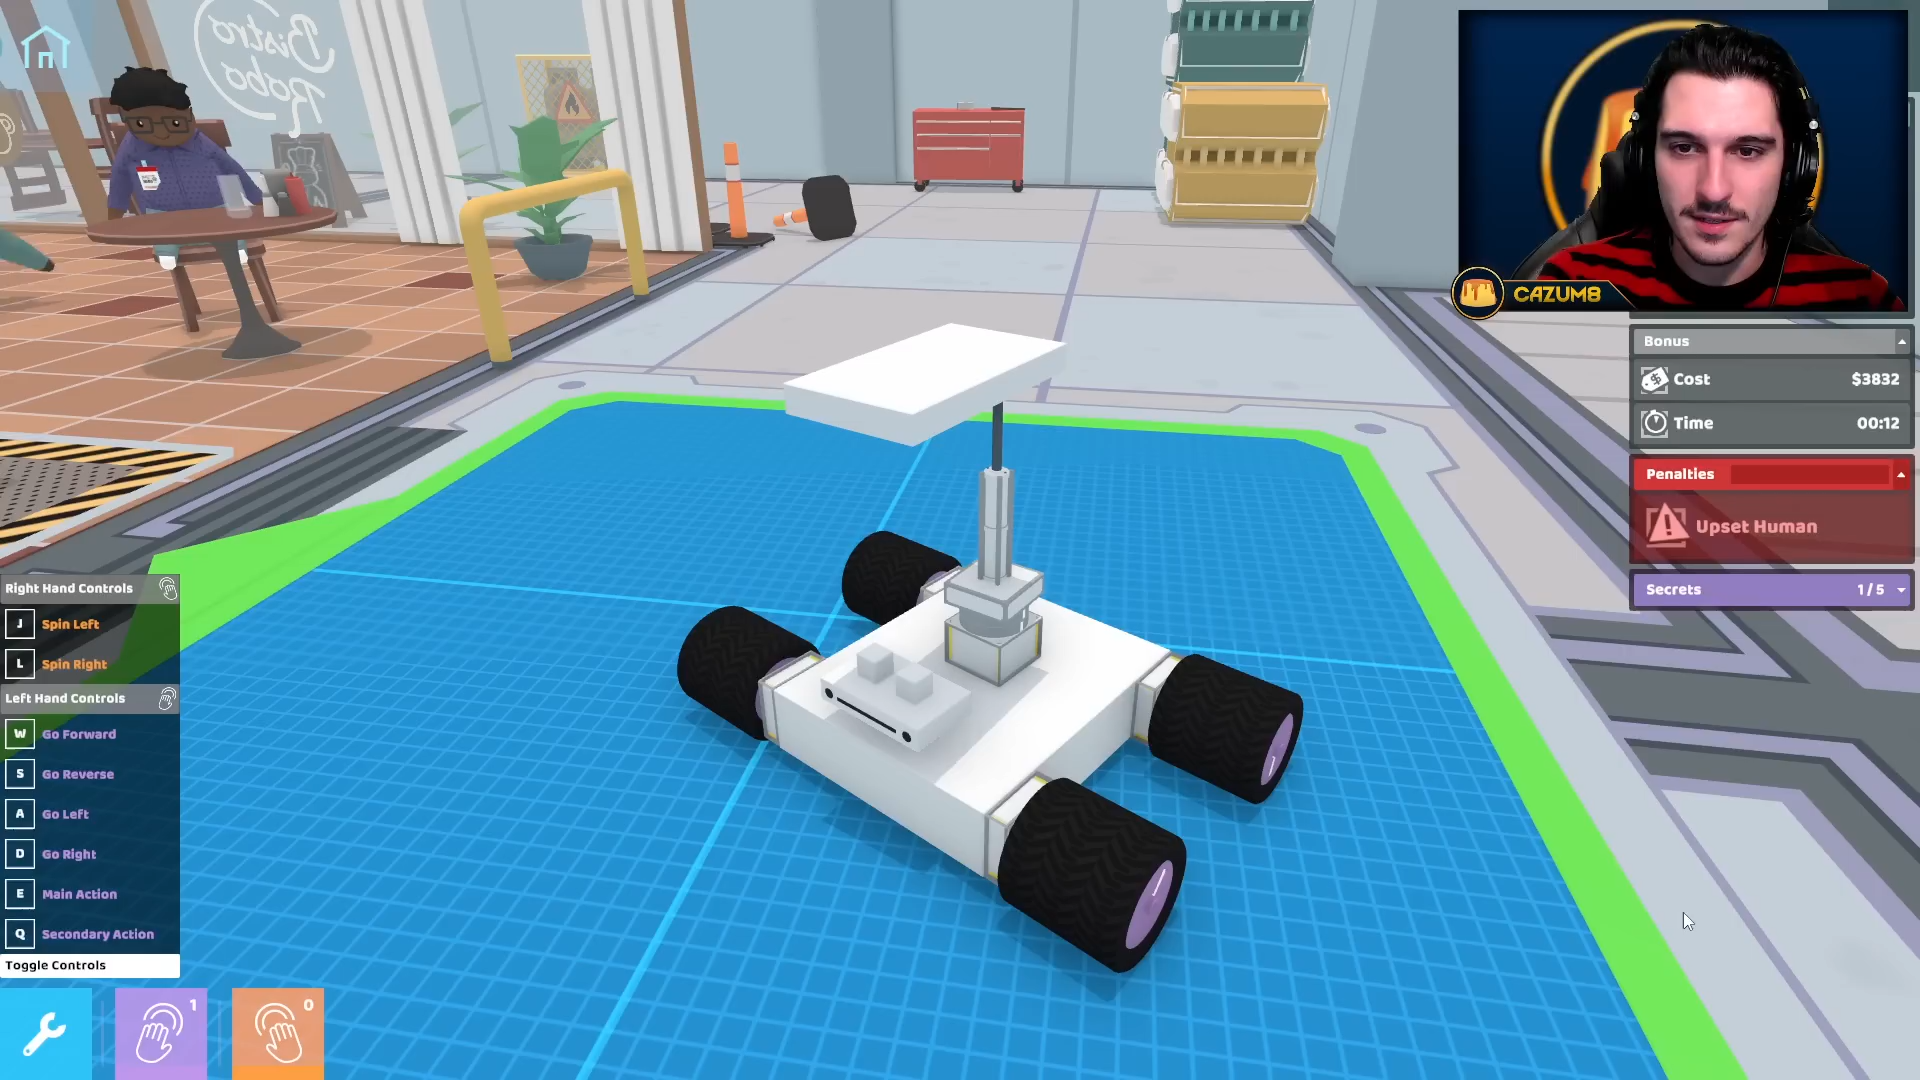 Bistro
Robo
CAZUM8
Bonus
Cost $3832
Time 00:12
Penalties
Upset Human
Secrets 1/5
Right Hand Controls
J Spin Left
L Spin Right
Left Hand Controls
W Go Forward
S Go Reverse
A Go Left
D Go Right
E Main Action
Q Secondary Action
Toggle Controls
1
0